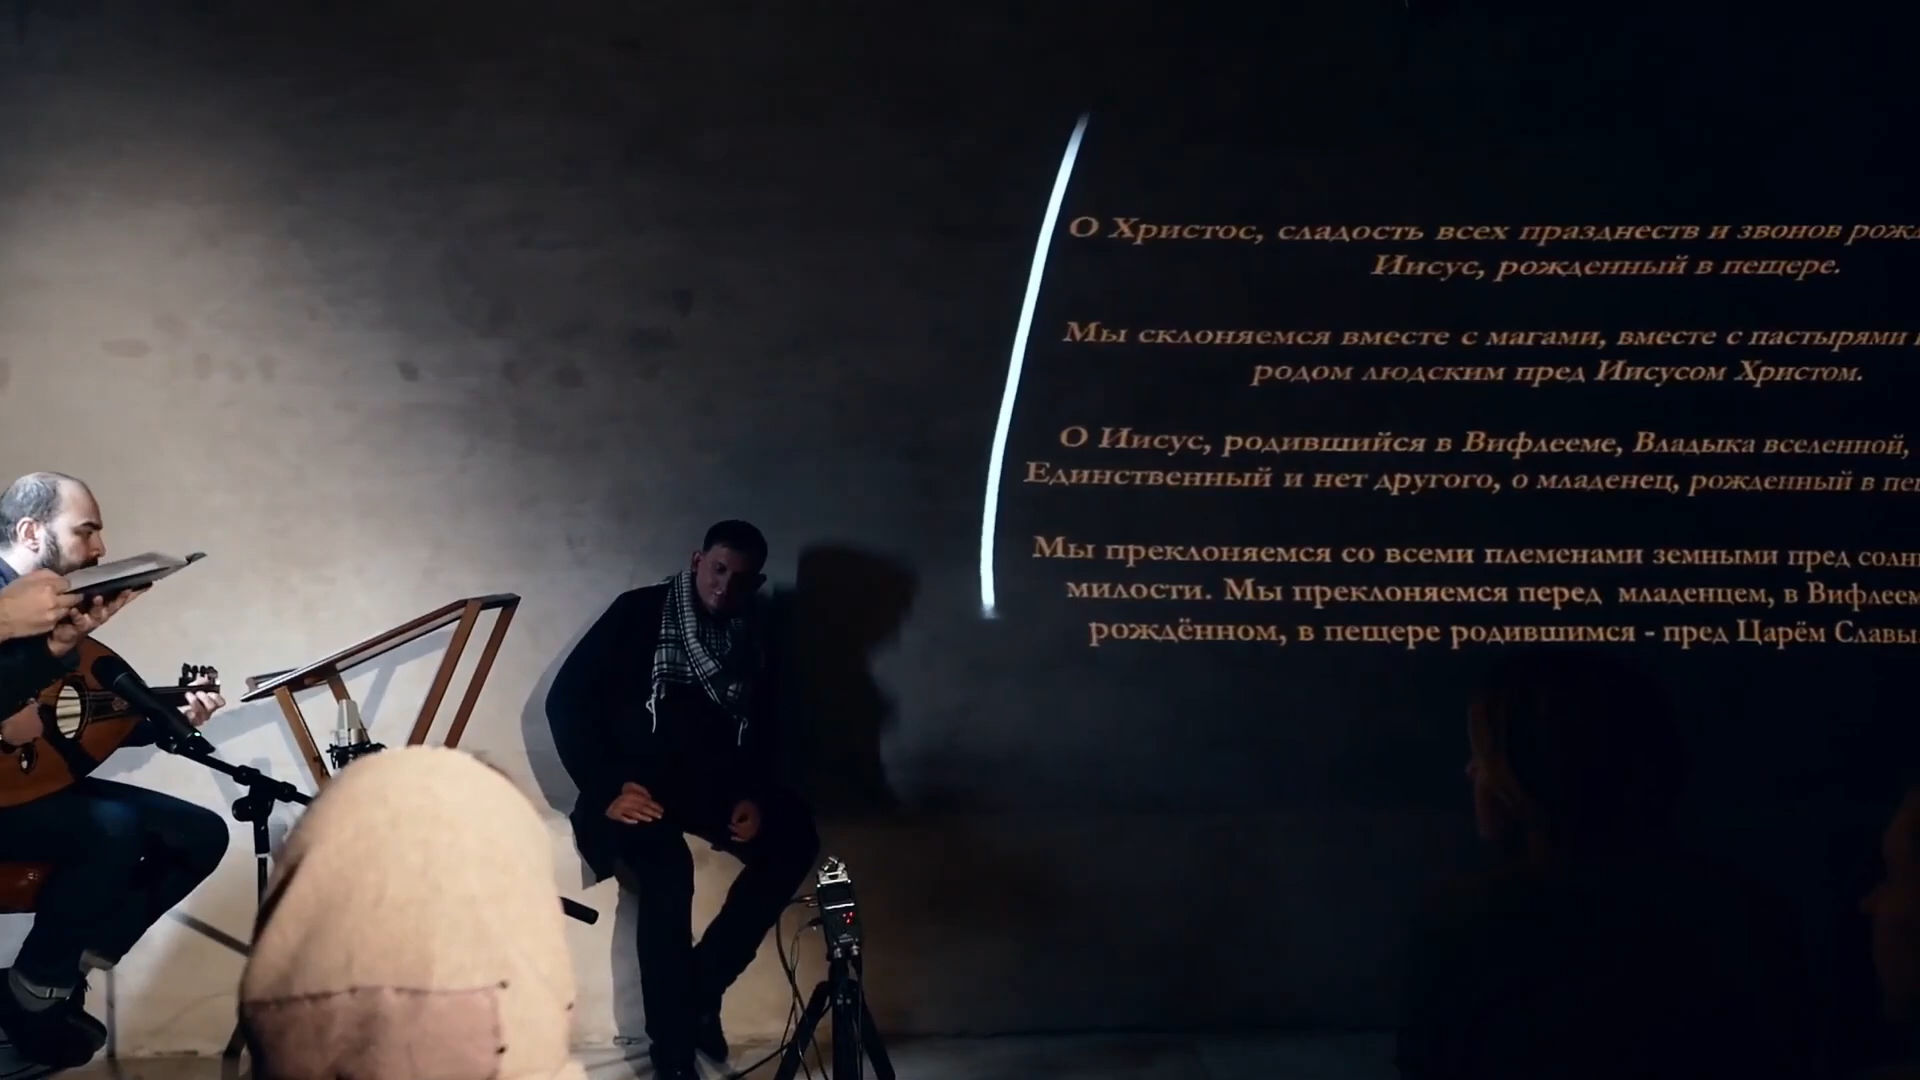 О Христос, сладость всех празднеств и звонов
Иисус, рожденный в пещере.
Мы склоняемся вместе с магами, вместе с пастырями
родом людским пред Иисусом Христом.
О Иисус, родившийся в Вифлееме, Владыка вселенной,
Единственный и нет другого, о младенец, рожденный в
Мы преклоняемся со всеми племенами земными пред
милости. Мы преклоняемся перед младенцем, в
рождённом, в пещере родившимся - пред Царём Славы